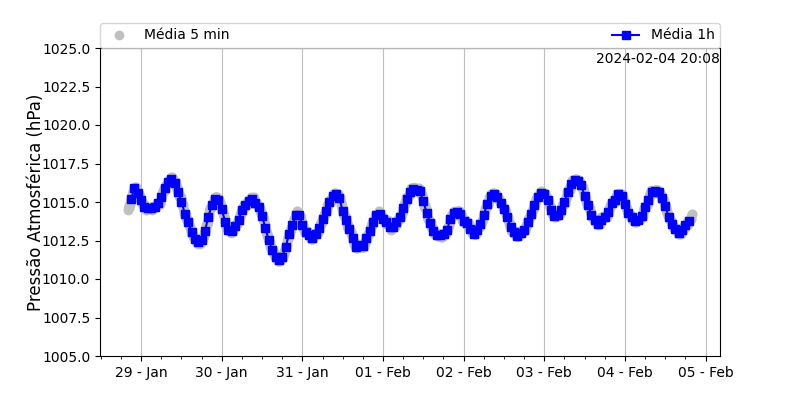 Média 5 min
Média 1h
2024-02-04 20:08
Pressão Atmosférica (hPa)
1025.0
1022.5
1020.0
1017.5
1015.0
1012.5
1010.0
1007.5
1005.0
29 - Jan
30 - Jan
31 - Jan
01 - Feb
02 - Feb
03 - Feb
04 - Feb
05 - Feb